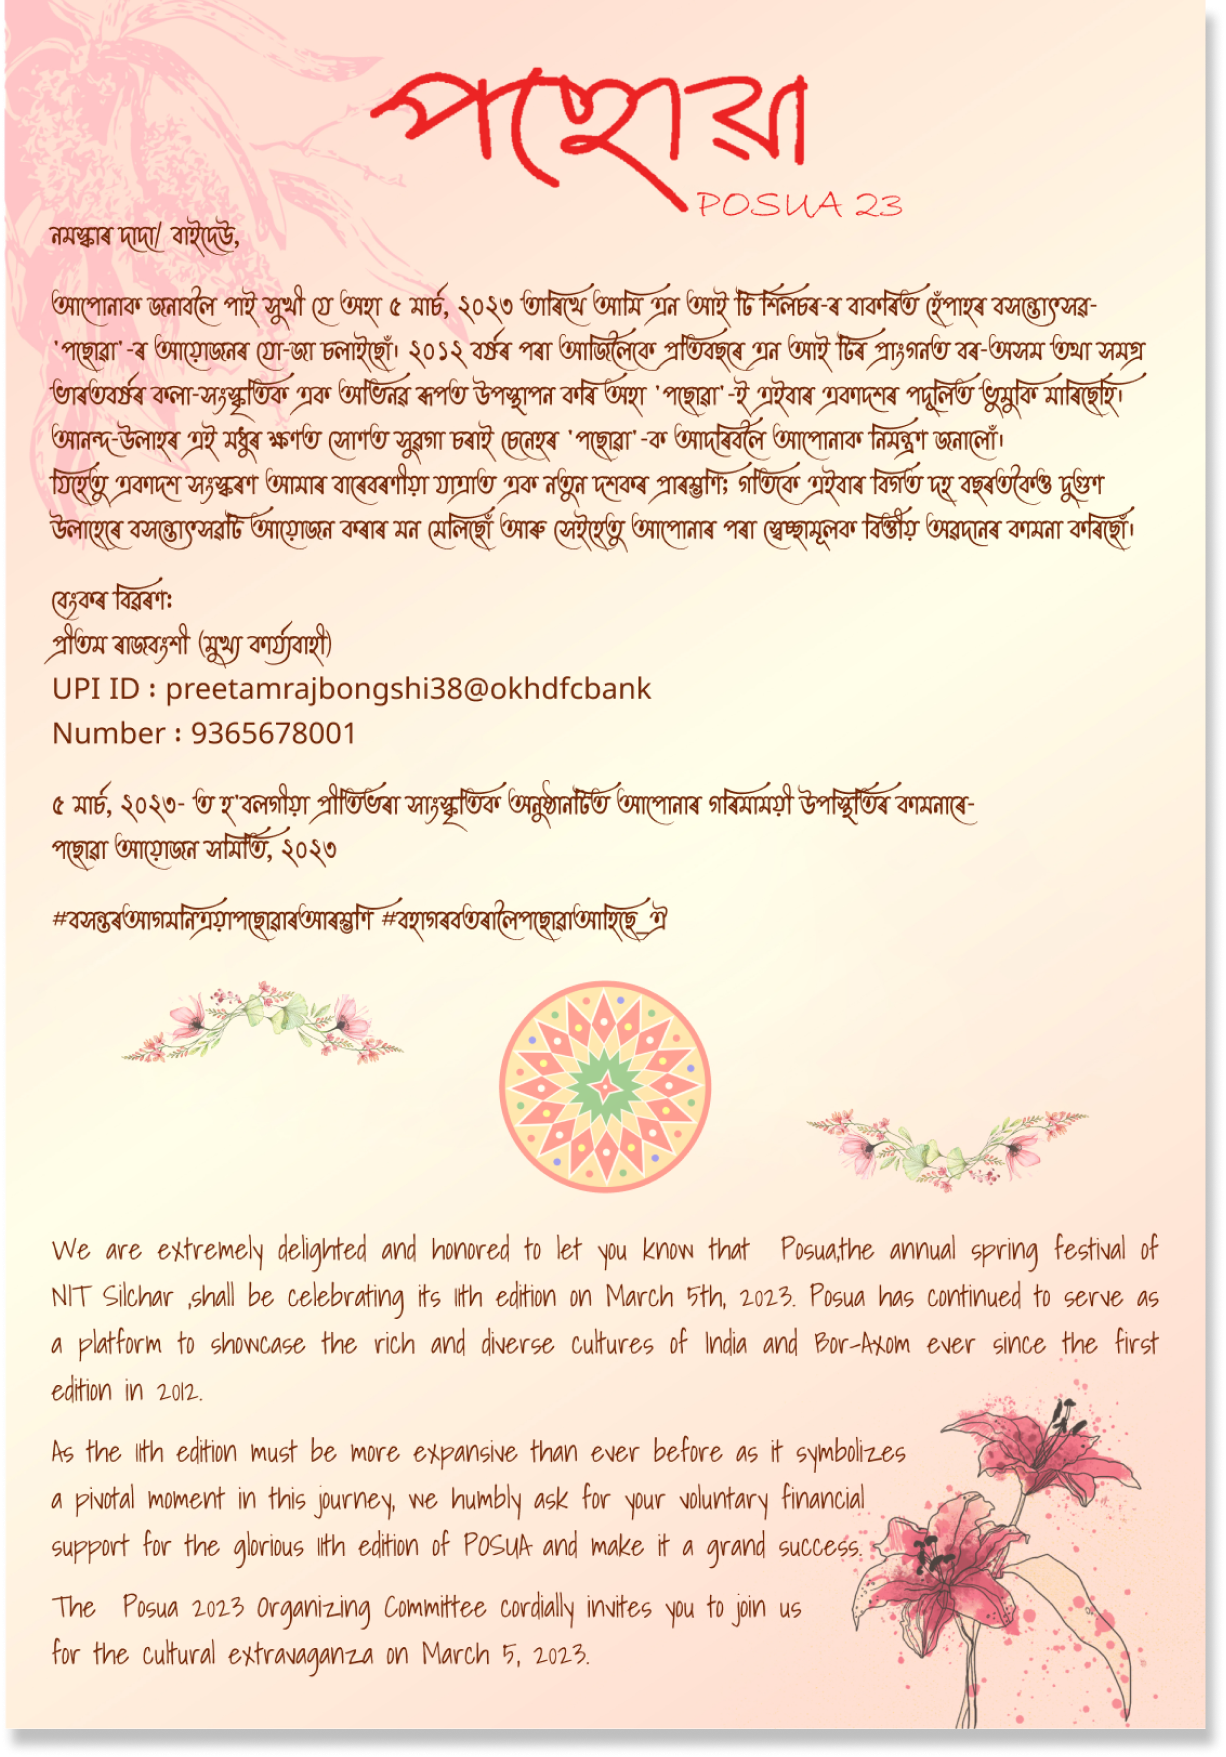 পছোৱা
POSUA 23
নমস্কাৰ দাদা/ বাইদেউ,
আপোনাক জনাবলৈ পাই সুখী যে অহা ৫ মাৰ্চ, ২০২৩ তাৰিখে আমি এন আই টি শিলচৰ-ৰ বাকৰিত হেঁপাহৰ বসন্তোৎসৱ-
'পছোৱা'-ৰ আয়োজনৰ যো-জা চলাইছোঁ। ২০১২ বৰ্ষৰ পৰা আজিলৈকে প্ৰতিবছৰে এন আই টিৰ প্ৰাংগনত বৰ-অসম তথা সমগ্ৰ
ভাৰতবৰ্ষৰ কলা-সংস্কৃতিক এক অভিনৱ ৰূপত উপস্থাপন কৰি অহা 'পছোৱা'-ই এইবাৰ একাদশৰ পদূলিত ভুমুকি মাৰিছেহি।
আনন্দ-উলাহৰ এই মধুৰ ক্ষণত সোণত সুৱগা চৰাই চেনেহৰ 'পছোৱা'-ক আদৰিবলৈ আপোনাক নিমন্ত্ৰণ জনালোঁ।
যিহেতু একাদশ সংস্কৰণ আমাৰ বাৰেবৰণীয়া যাত্ৰাত এক নতুন দশকৰ প্ৰাৰম্ভণি; গতিকে এইবাৰ বিগত দহ বছৰতকৈও দুগুণ
উলাহেৰে বসন্তোৎসৱটি আয়োজন কৰাৰ মন মেলিছোঁ আৰু সেইহেতু আপোনাৰ পৰা স্বেচ্ছামূলক বিত্তীয় অৱদানৰ কামনা কৰিছোঁ।
বেংকৰ বিৱৰণ:
প্ৰীতম ৰাজবংশী (মুখ্য কাৰ্য্যবাহী)
UPI ID : preetamrajbongshi38@okhdfcbank
Number : 9365678001
৫ মাৰ্চ, ২০২৩- ত হ'বলগীয়া প্ৰীতিভৰা সাংস্কৃতিক অনুষ্ঠানটিত আপোনাৰ গৰিমাময়ী উপস্থিতিৰ কামনাৰে-
পছোৱা আয়োজন সমিতি, ২০২৩
#বসন্তৰআগমনিত্ৰয়াপছোৱাৰআৰম্ভণি #বহাগৰবতৰালৈপছোৱাআহিছে_ঐ
We are extremely delighted and honored to let you know that Posua,the annual spring festival of
NIT Silchar ,shall be celebrating its 11th edition on March 5th, 2023. Posua has continued to serve as
a platform to showcase the rich and diverse cultures of India and Bor-Axom ever since the first
edition in 2012.
As the 11th edition must be more expansive than ever before as it symbolizes
a pivotal moment in this journey, we humbly ask for your voluntary financial
support for the glorious 11th edition of POSUA and make it a grand success.
The Posua 2023 Organizing Committee cordially invites you to join us
for the cultural extravaganza on March 5, 2023.